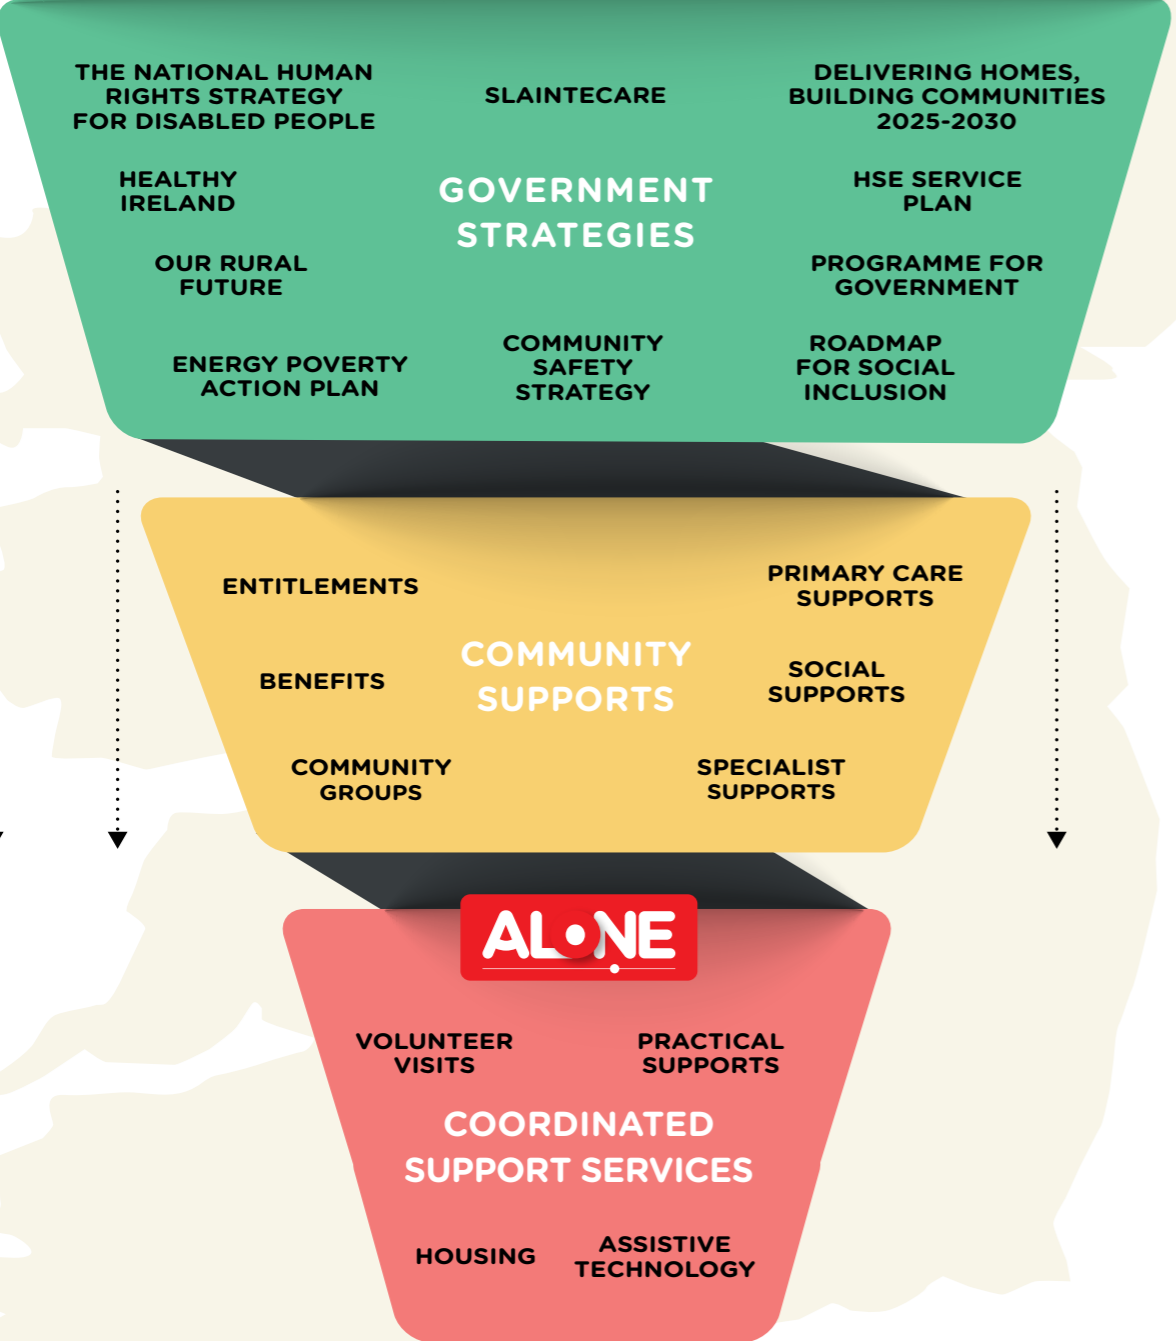 THE NATIONAL HUMAN
RIGHTS STRATEGY
FOR DISABLED PEOPLE
SLAINTECARE
DELIVERING HOMES,
BUILDING COMMUNITIES
2025-2030
HEALTHY
IRELAND
GOVERNMENT
STRATEGIES
HSE SERVICE
PLAN
OUR RURAL
FUTURE
PROGRAMME FOR
GOVERNMENT
ENERGY POVERTY
ACTION PLAN
COMMUNITY
SAFETY
STRATEGY
ROADMAP
FOR SOCIAL
INCLUSION
ENTITLEMENTS
PRIMARY CARE
SUPPORTS
COMMUNITY
SUPPORTS
BENEFITS
SOCIAL
SUPPORTS
COMMUNITY
GROUPS
SPECIALIST
SUPPORTS
ALONE
VOLUNTEER
VISITS
PRACTICAL
SUPPORTS
COORDINATED
SUPPORT SERVICES
HOUSING
ASSISTIVE
TECHNOLOGY